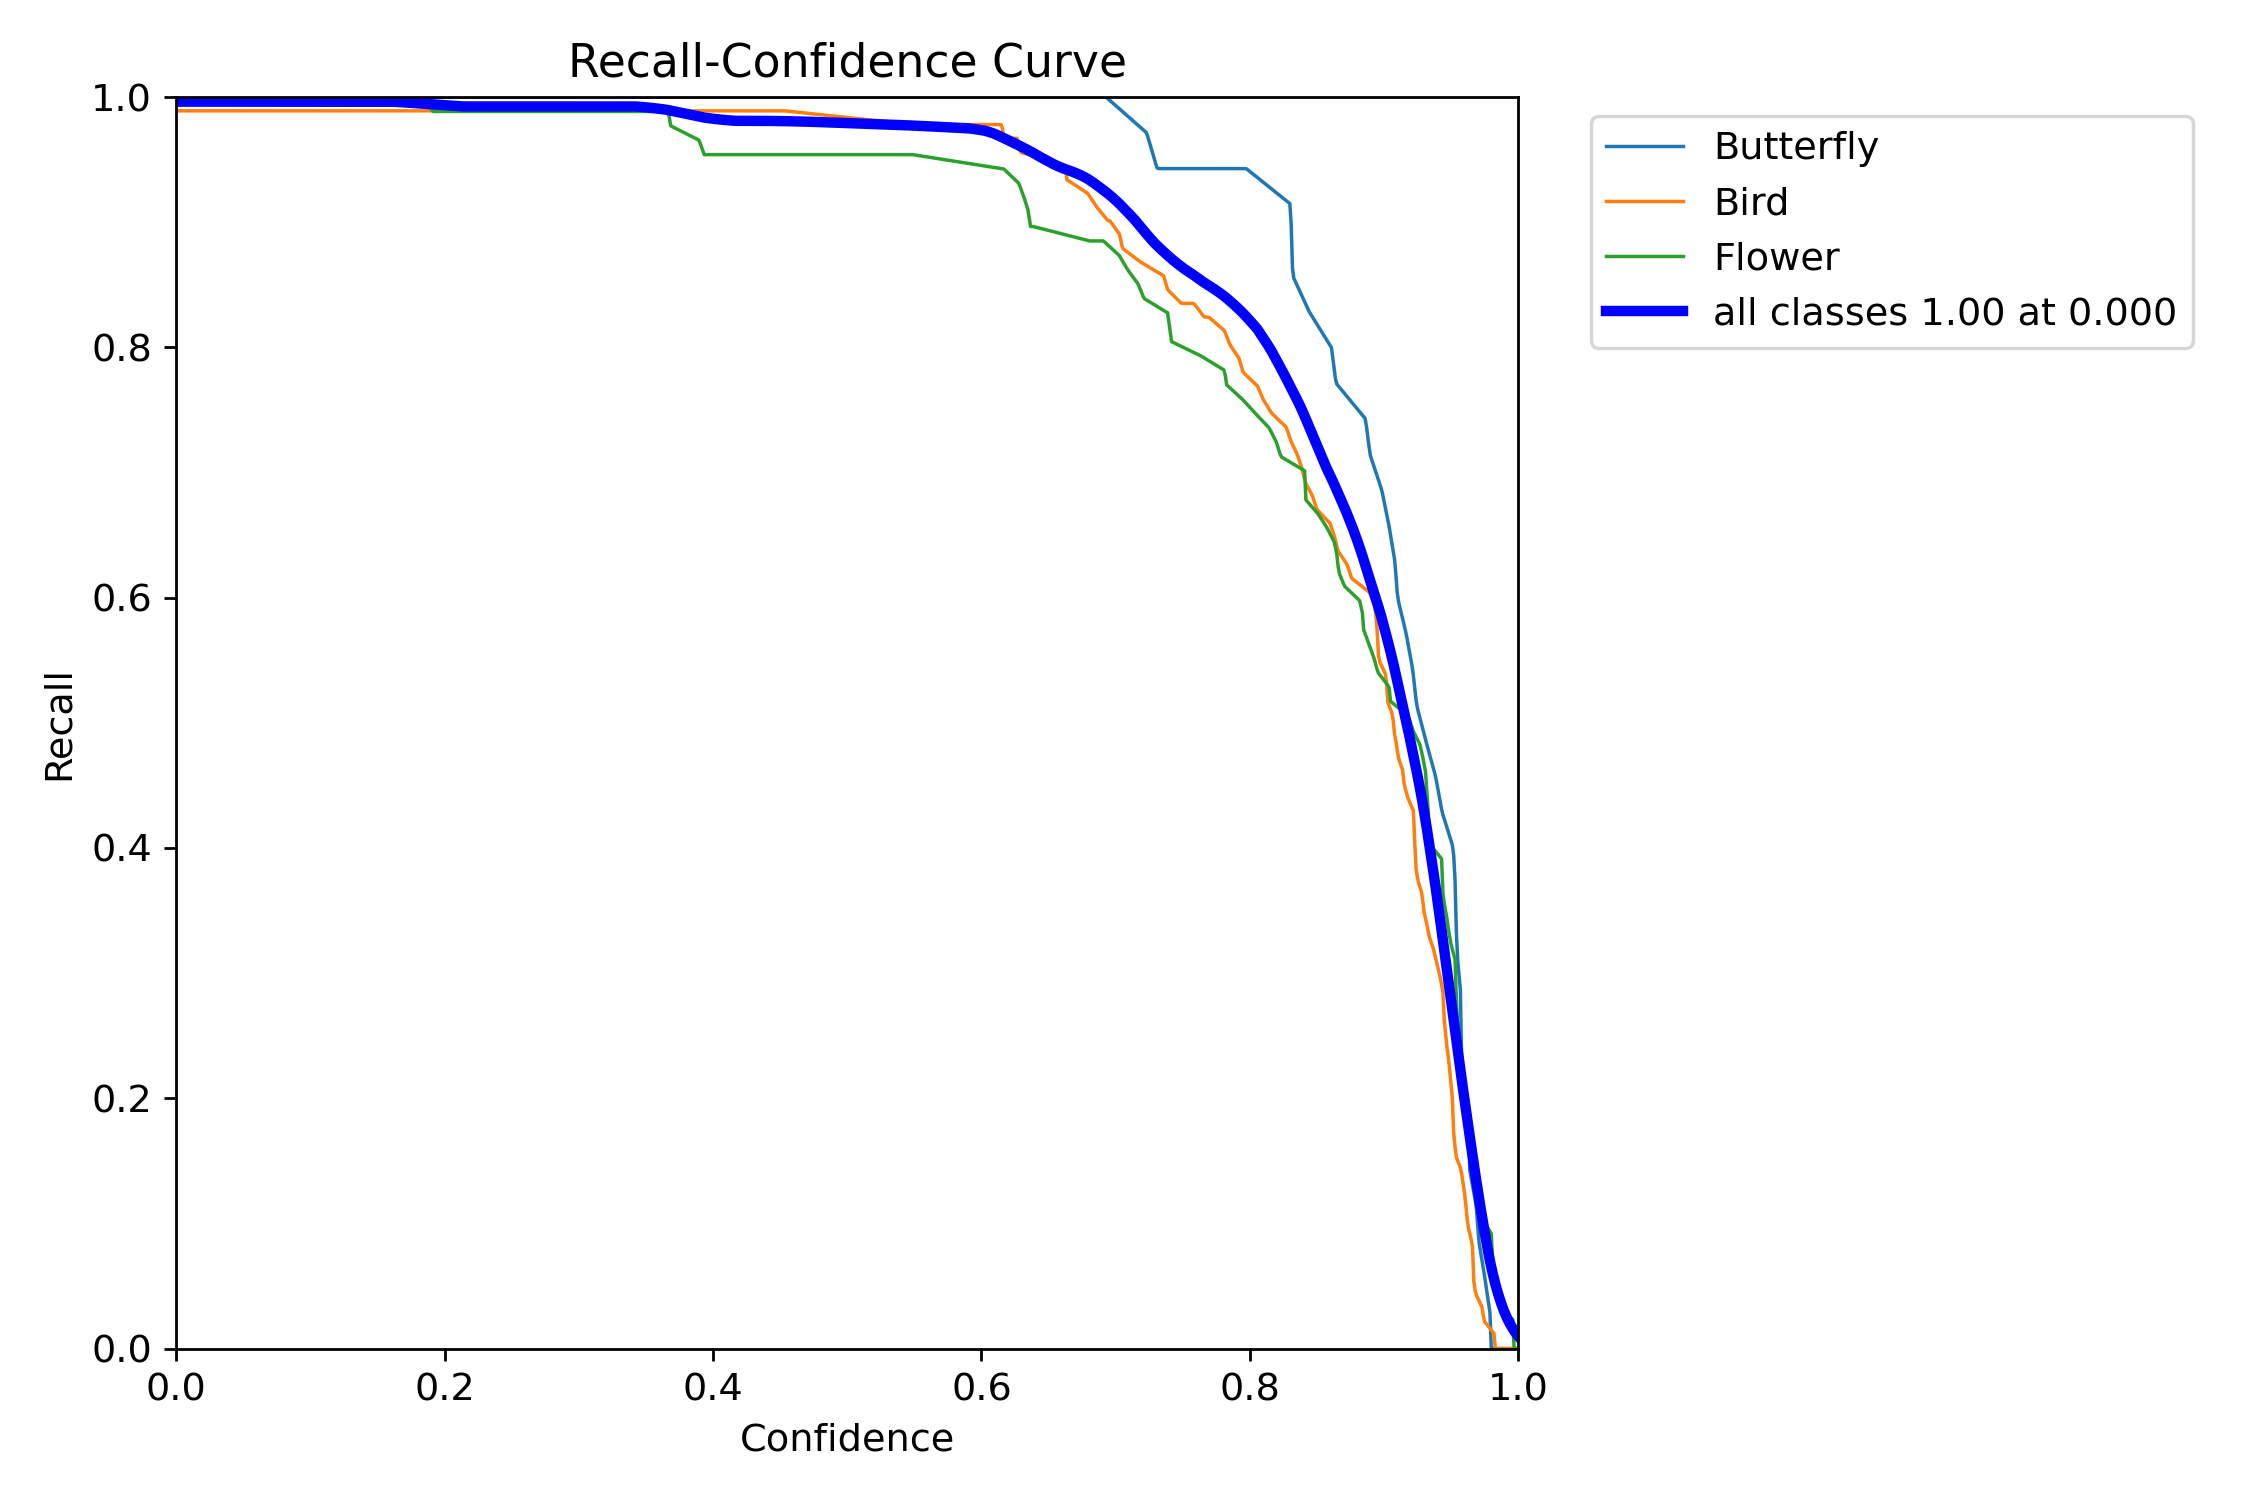 Recall-Confidence Curve
1.0
0.8
0.6
0.4
0.2
0.0
Recall
0.0 0.2 0.4 0.6 0.8 1.0
Confidence
Butterfly
Bird
Flower
all classes 1.00 at 0.000